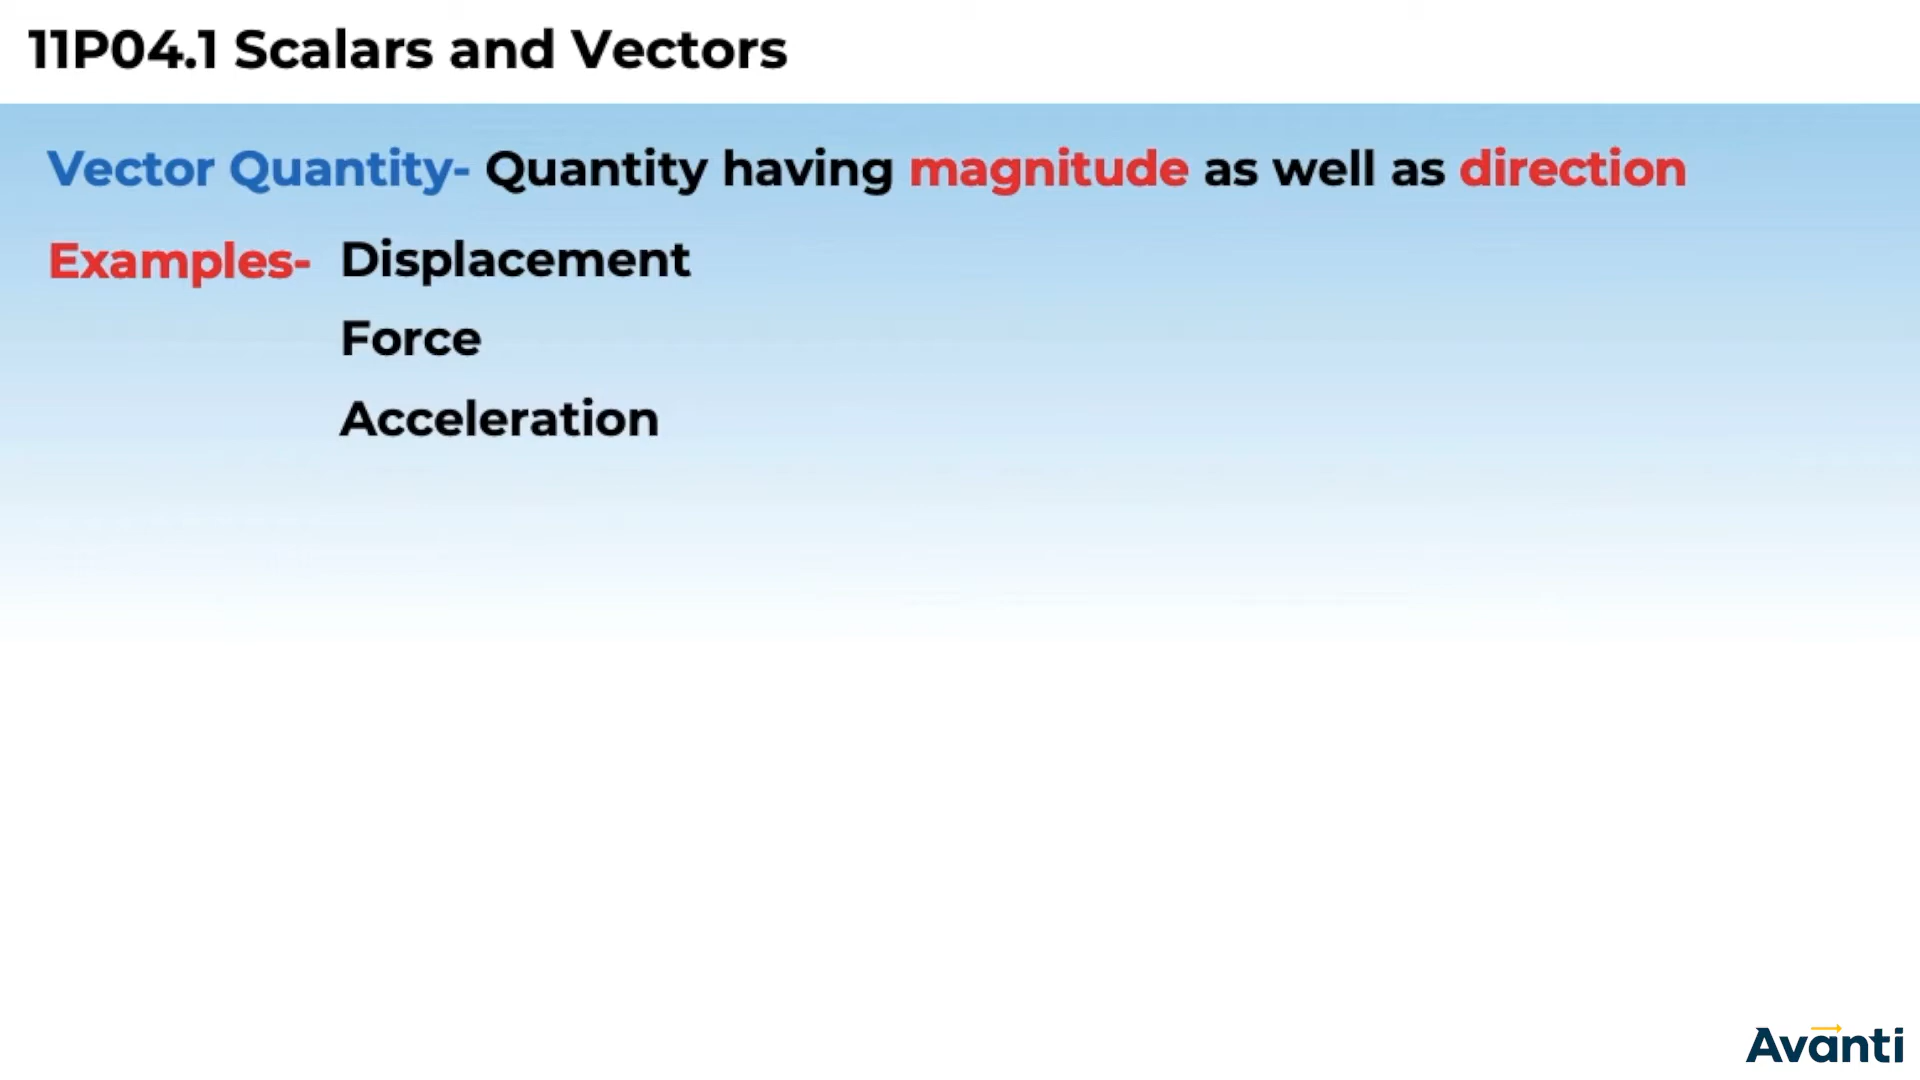 11P04.1 Scalars and Vectors
Vector Quantity- Quantity having magnitude as well as direction
Examples- Displacement
Force
Acceleration
Avanti